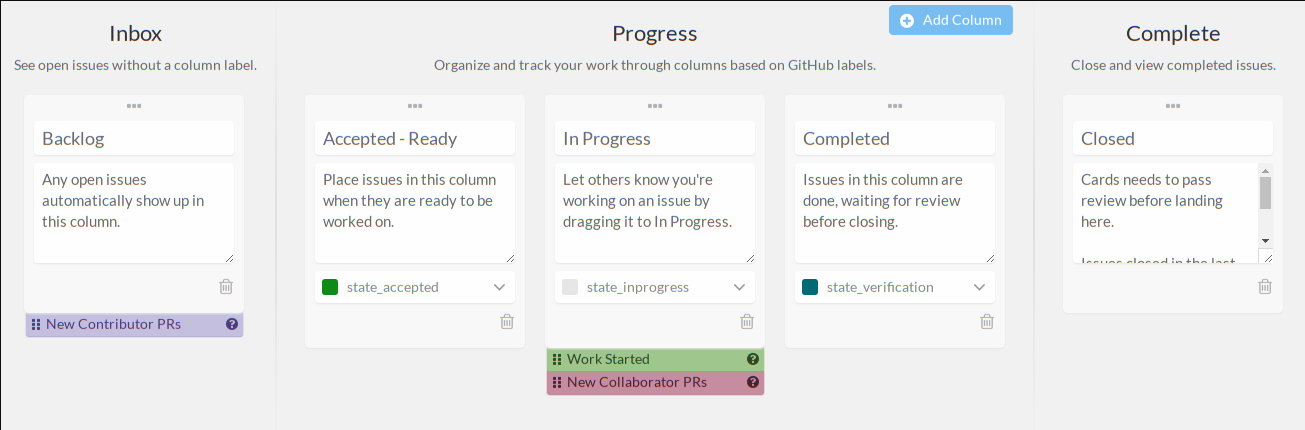 Inbox
See open issues without a column label.
Backlog
Any open issues
automatically show up in
this column.
New Contributor PRs
Progress
Add Column
Organize and track your work through columns based on GitHub labels.
Accepted - Ready
Place issues in this column
when they are ready to be
worked on.
state_accepted
In Progress
Let others know you're
working on an issue by
dragging it to In Progress.
state_inprogress
Work Started
New Collaborator PRs
Completed
Issues in this column are
done, waiting for review
before closing.
state_verification
Complete
Close and view completed issues.
Closed
Cards needs to pass
review before landing
here.
Issues closed in the last